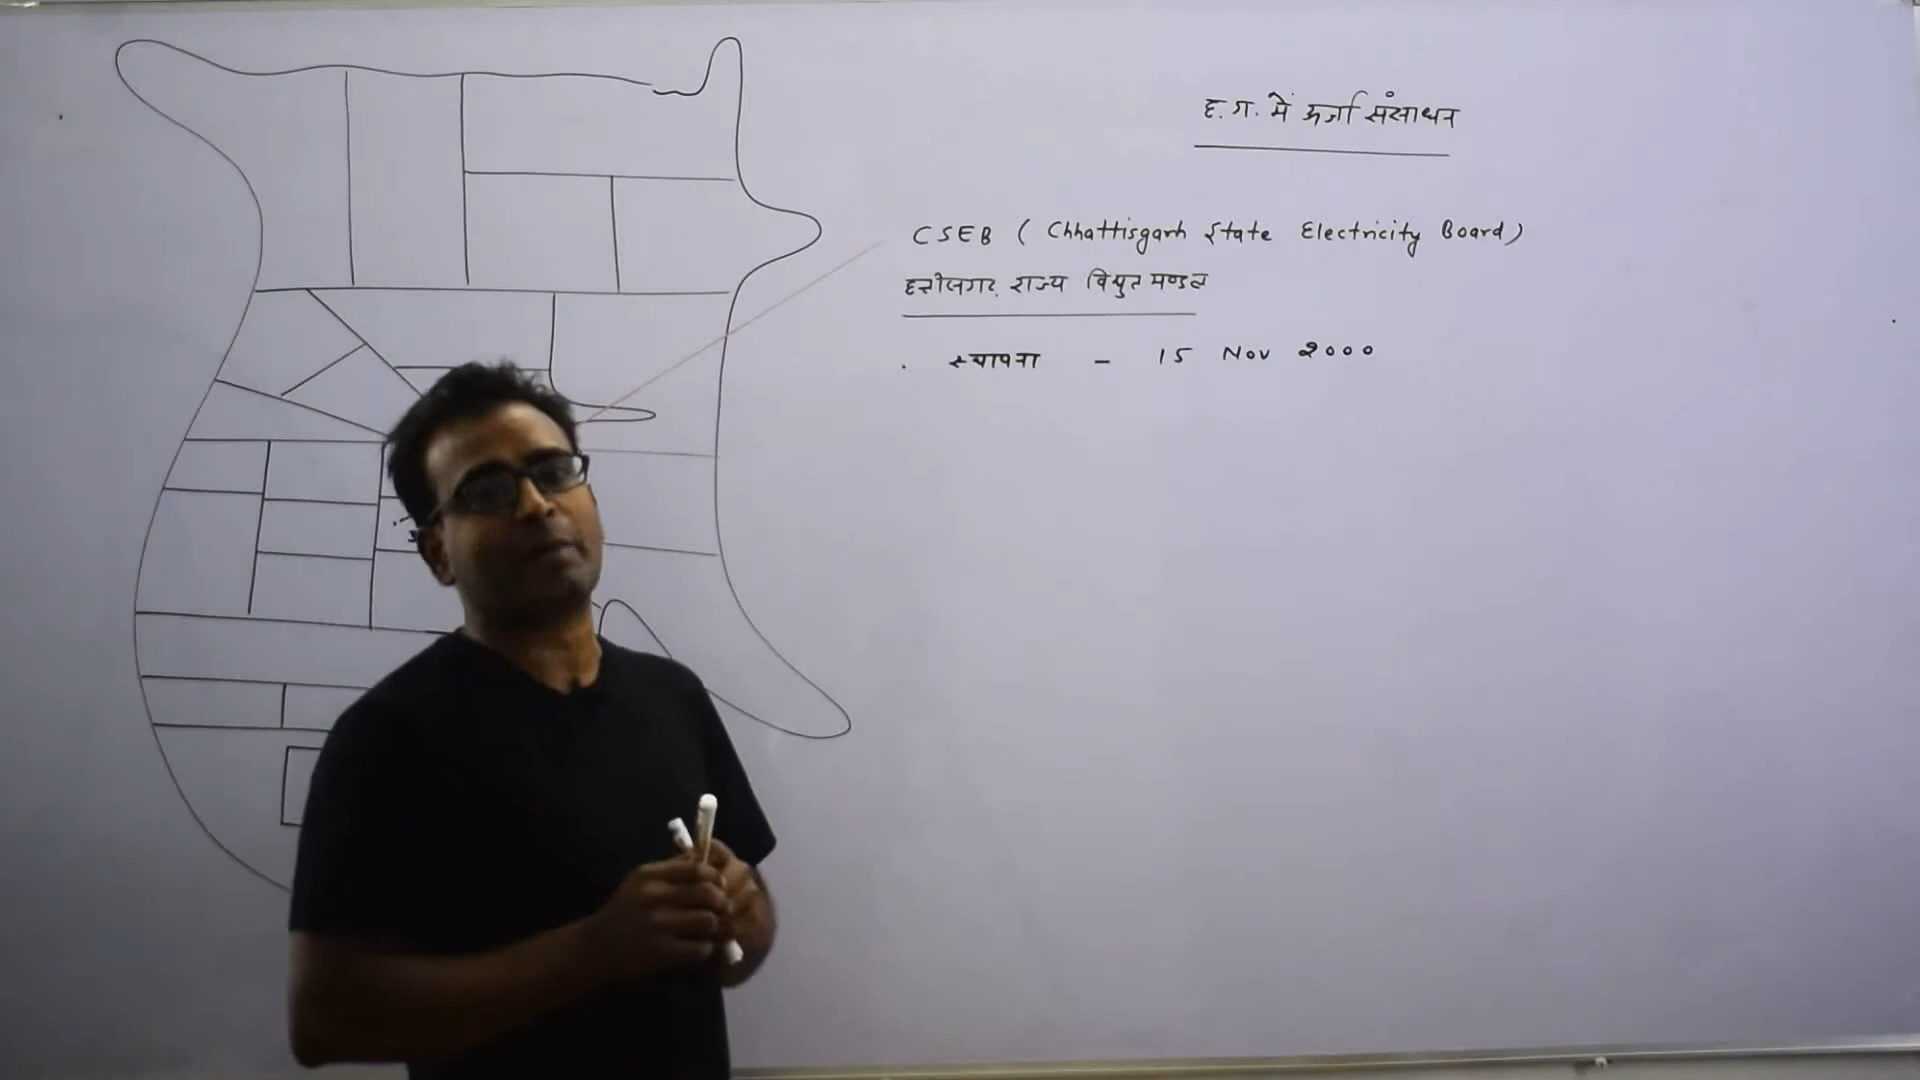 छ.ग. में ऊर्जा संसाधन
CSEB ( Chhattisgarh State Electricity Board )
छत्तीसगढ़ राज्य विद्युत मण्डल
. स्थापना - 15 Nov 2000